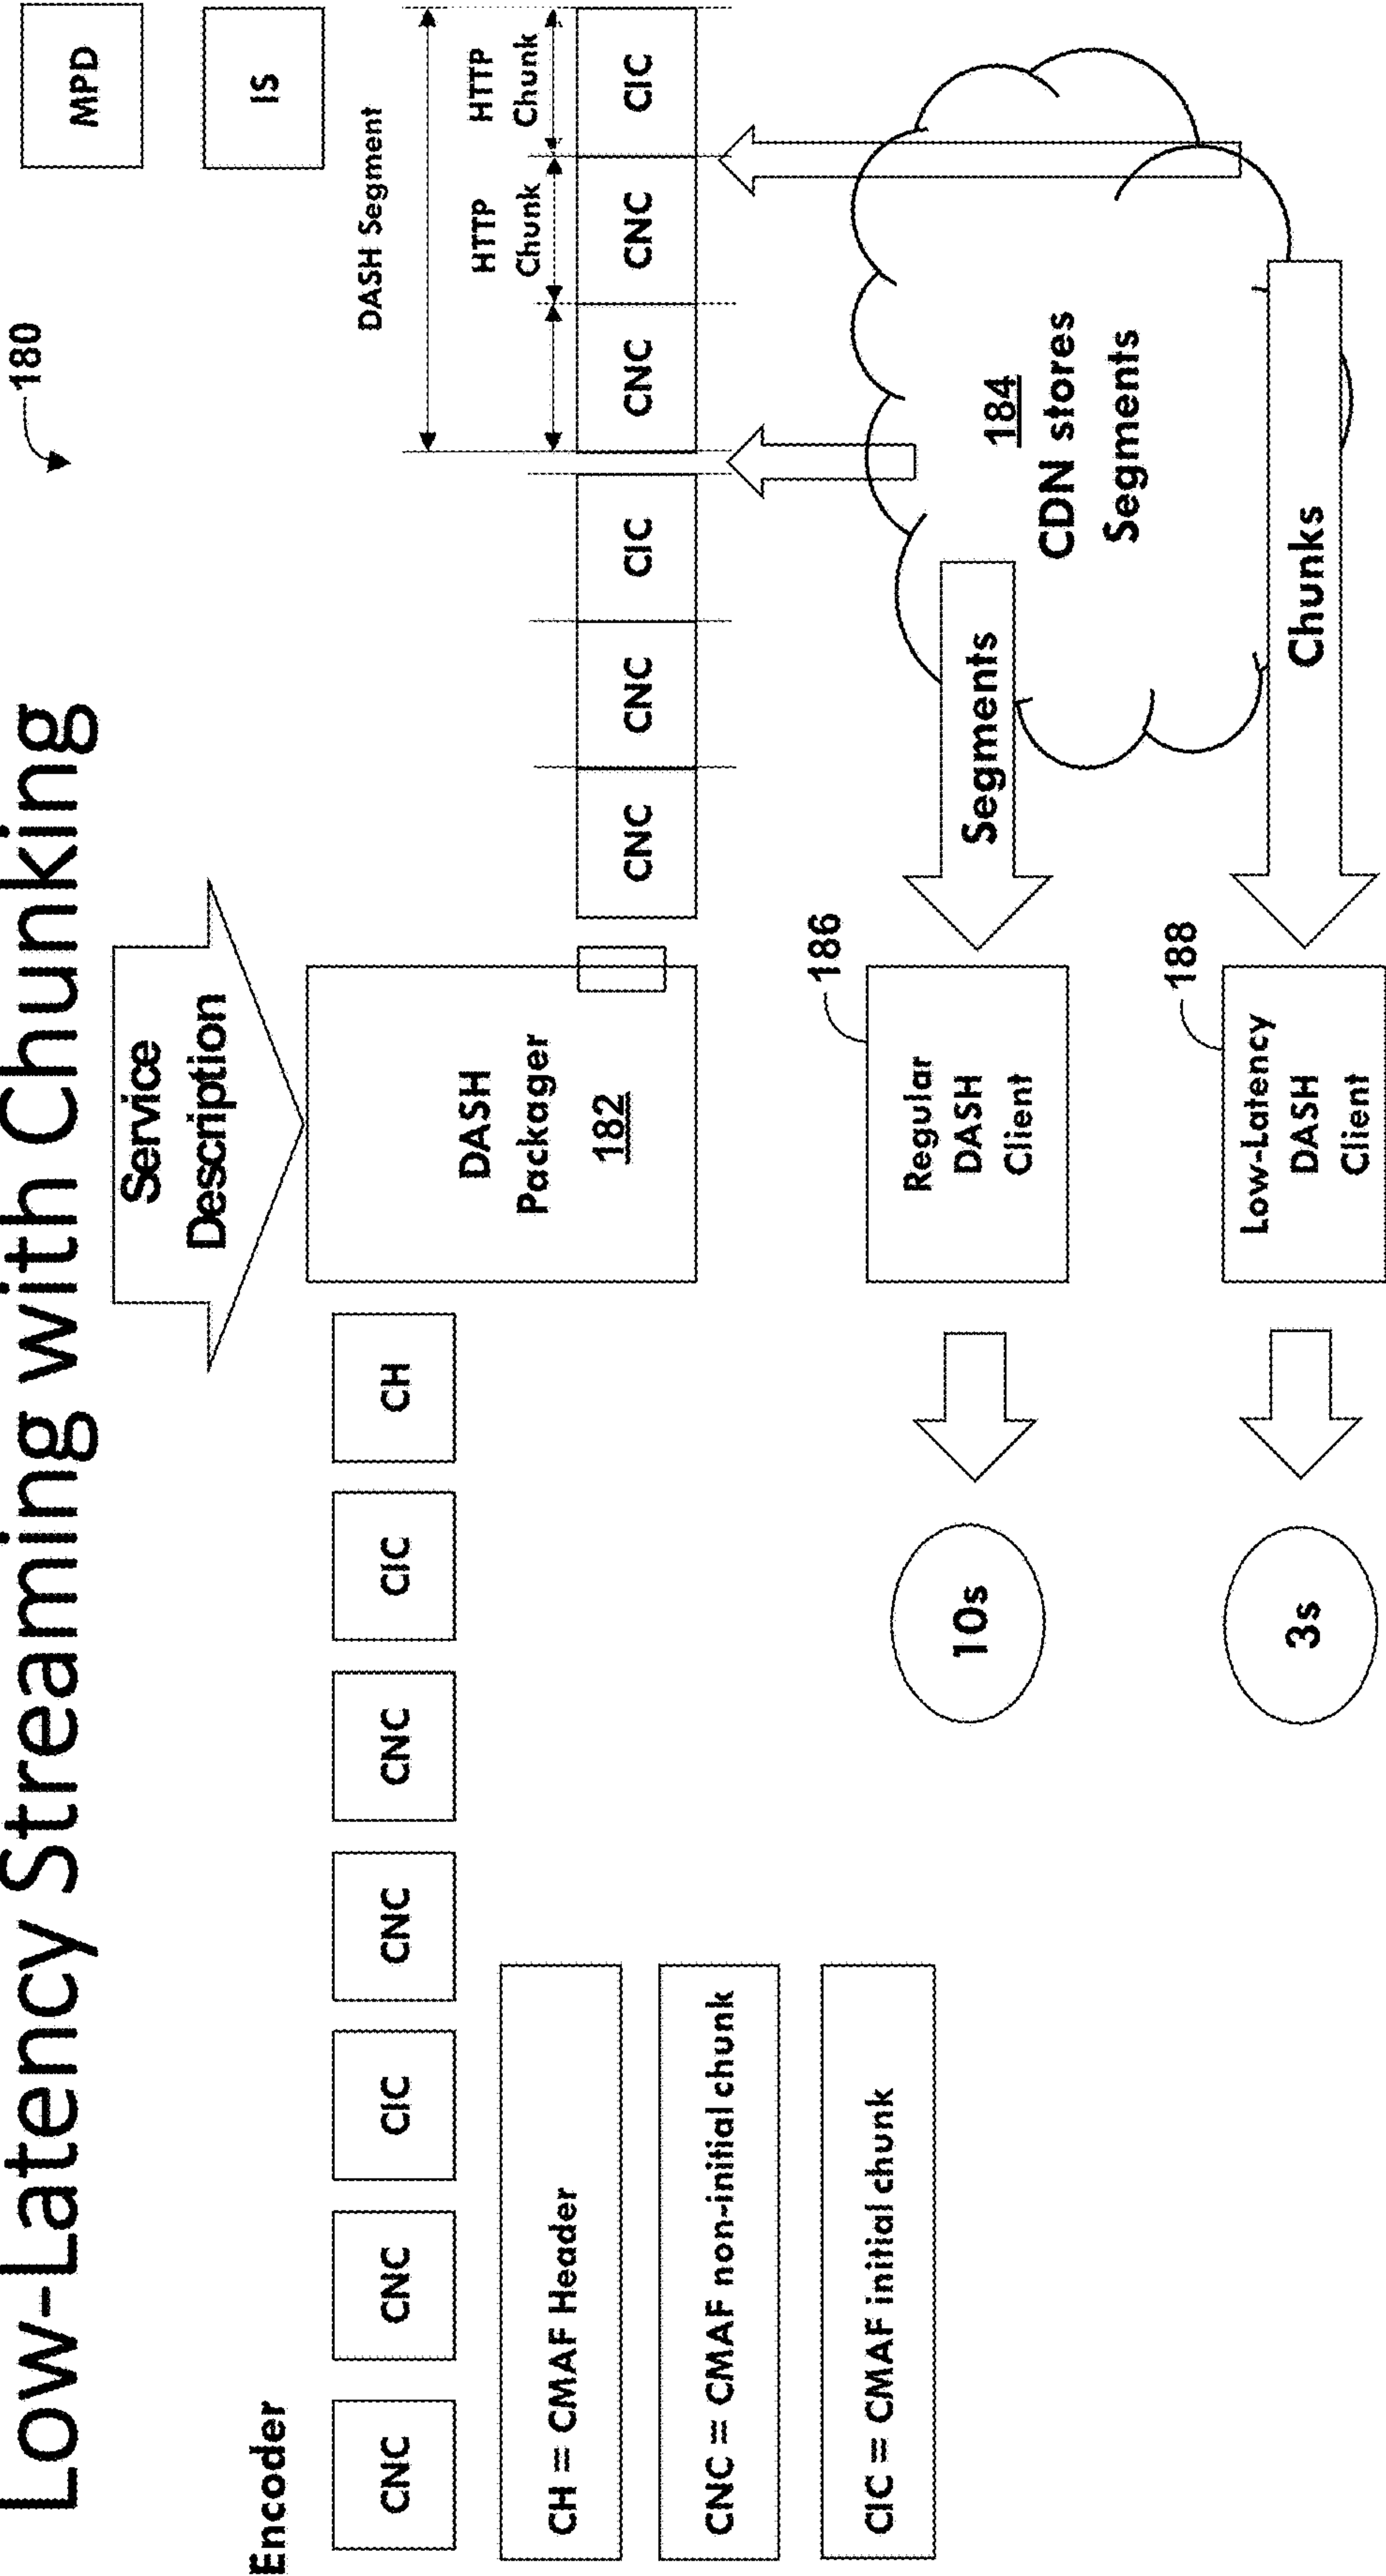 Low-Latency Streaming with Chunking
180
MPD
IS
Service
Description
Encoder
CNC
CNC
CIC
CNC
CNC
CIC
CH
DASH
Packager
182
DASH Segment
HTTP
Chunk
HTTP
Chunk
CNC
CNC
CIC
CNC
CNC
CIC
CH = CMAF Header
CNC = CMAF non-initial chunk
CIC = CMAF initial chunk
186
Regular
DASH
Client
Segments
184
CDN stores
Segments
10s
188
Low-Latency
DASH
Client
Chunks
3s